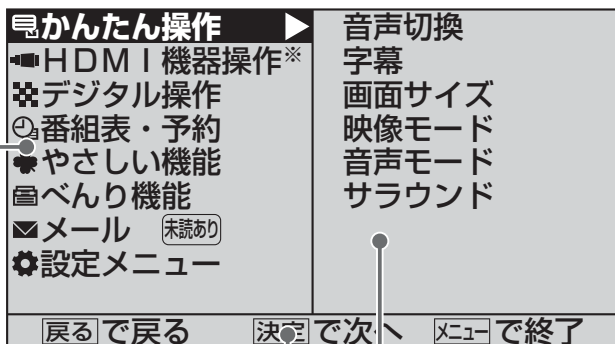 かんたん操作
HDMI機器操作※
デジタル操作
番組表・予約
やさしい機能
べんり機能
メール 未読あり
設定メニュー
音声切換
字幕
画面サイズ
映像モード
音声モード
サラウンド
戻るで戻る 決定で次へ メニューで終了